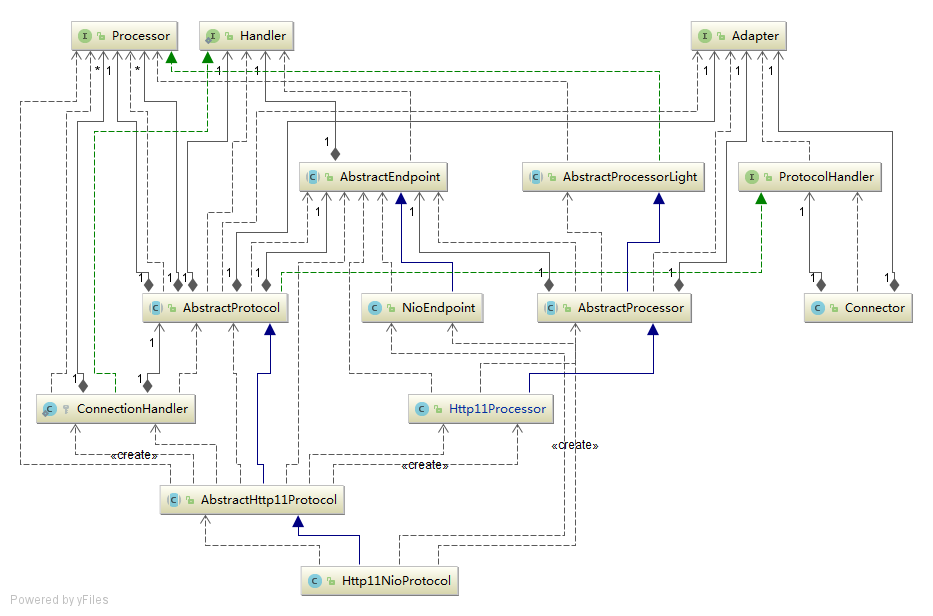 Processor
Handler
Adapter
* 1 * 1 1 1 1 1
1
AbstractEndpoint
AbstractProcessorLight
ProtocolHandler
1 1 1
1 1 1 1 1 1 1 1 1
AbstractProtocol
NioEndpoint
AbstractProcessor
Connector
1
1 1
ConnectionHandler
Http11Processor
«create»
«create»
«create»
AbstractHttp11Protocol
Http11NioProtocol
Powered by yFiles